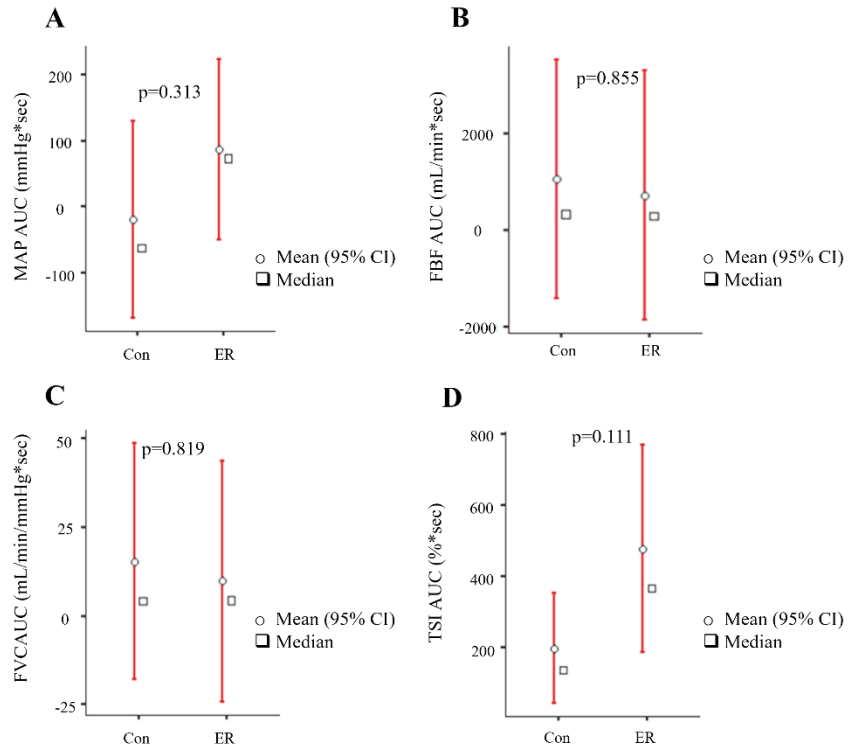 A
MAP AUC (mmHg*sec)
200
100
0
-100
p=0.313
Mean (95% CI)
Median
Con
ER
B
FBF AUC (mL/min*sec)
2000
0
-2000
p=0.855
Mean (95% CI)
Median
Con
ER
C
FVCAUC (mL/min/mmHg*sec)
50
25
0
-25
p=0.819
Mean (95% CI)
Median
Con
ER
D
TSI AUC (%*sec)
800
600
400
200
p=0.111
Mean (95% CI)
Median
Con
ER